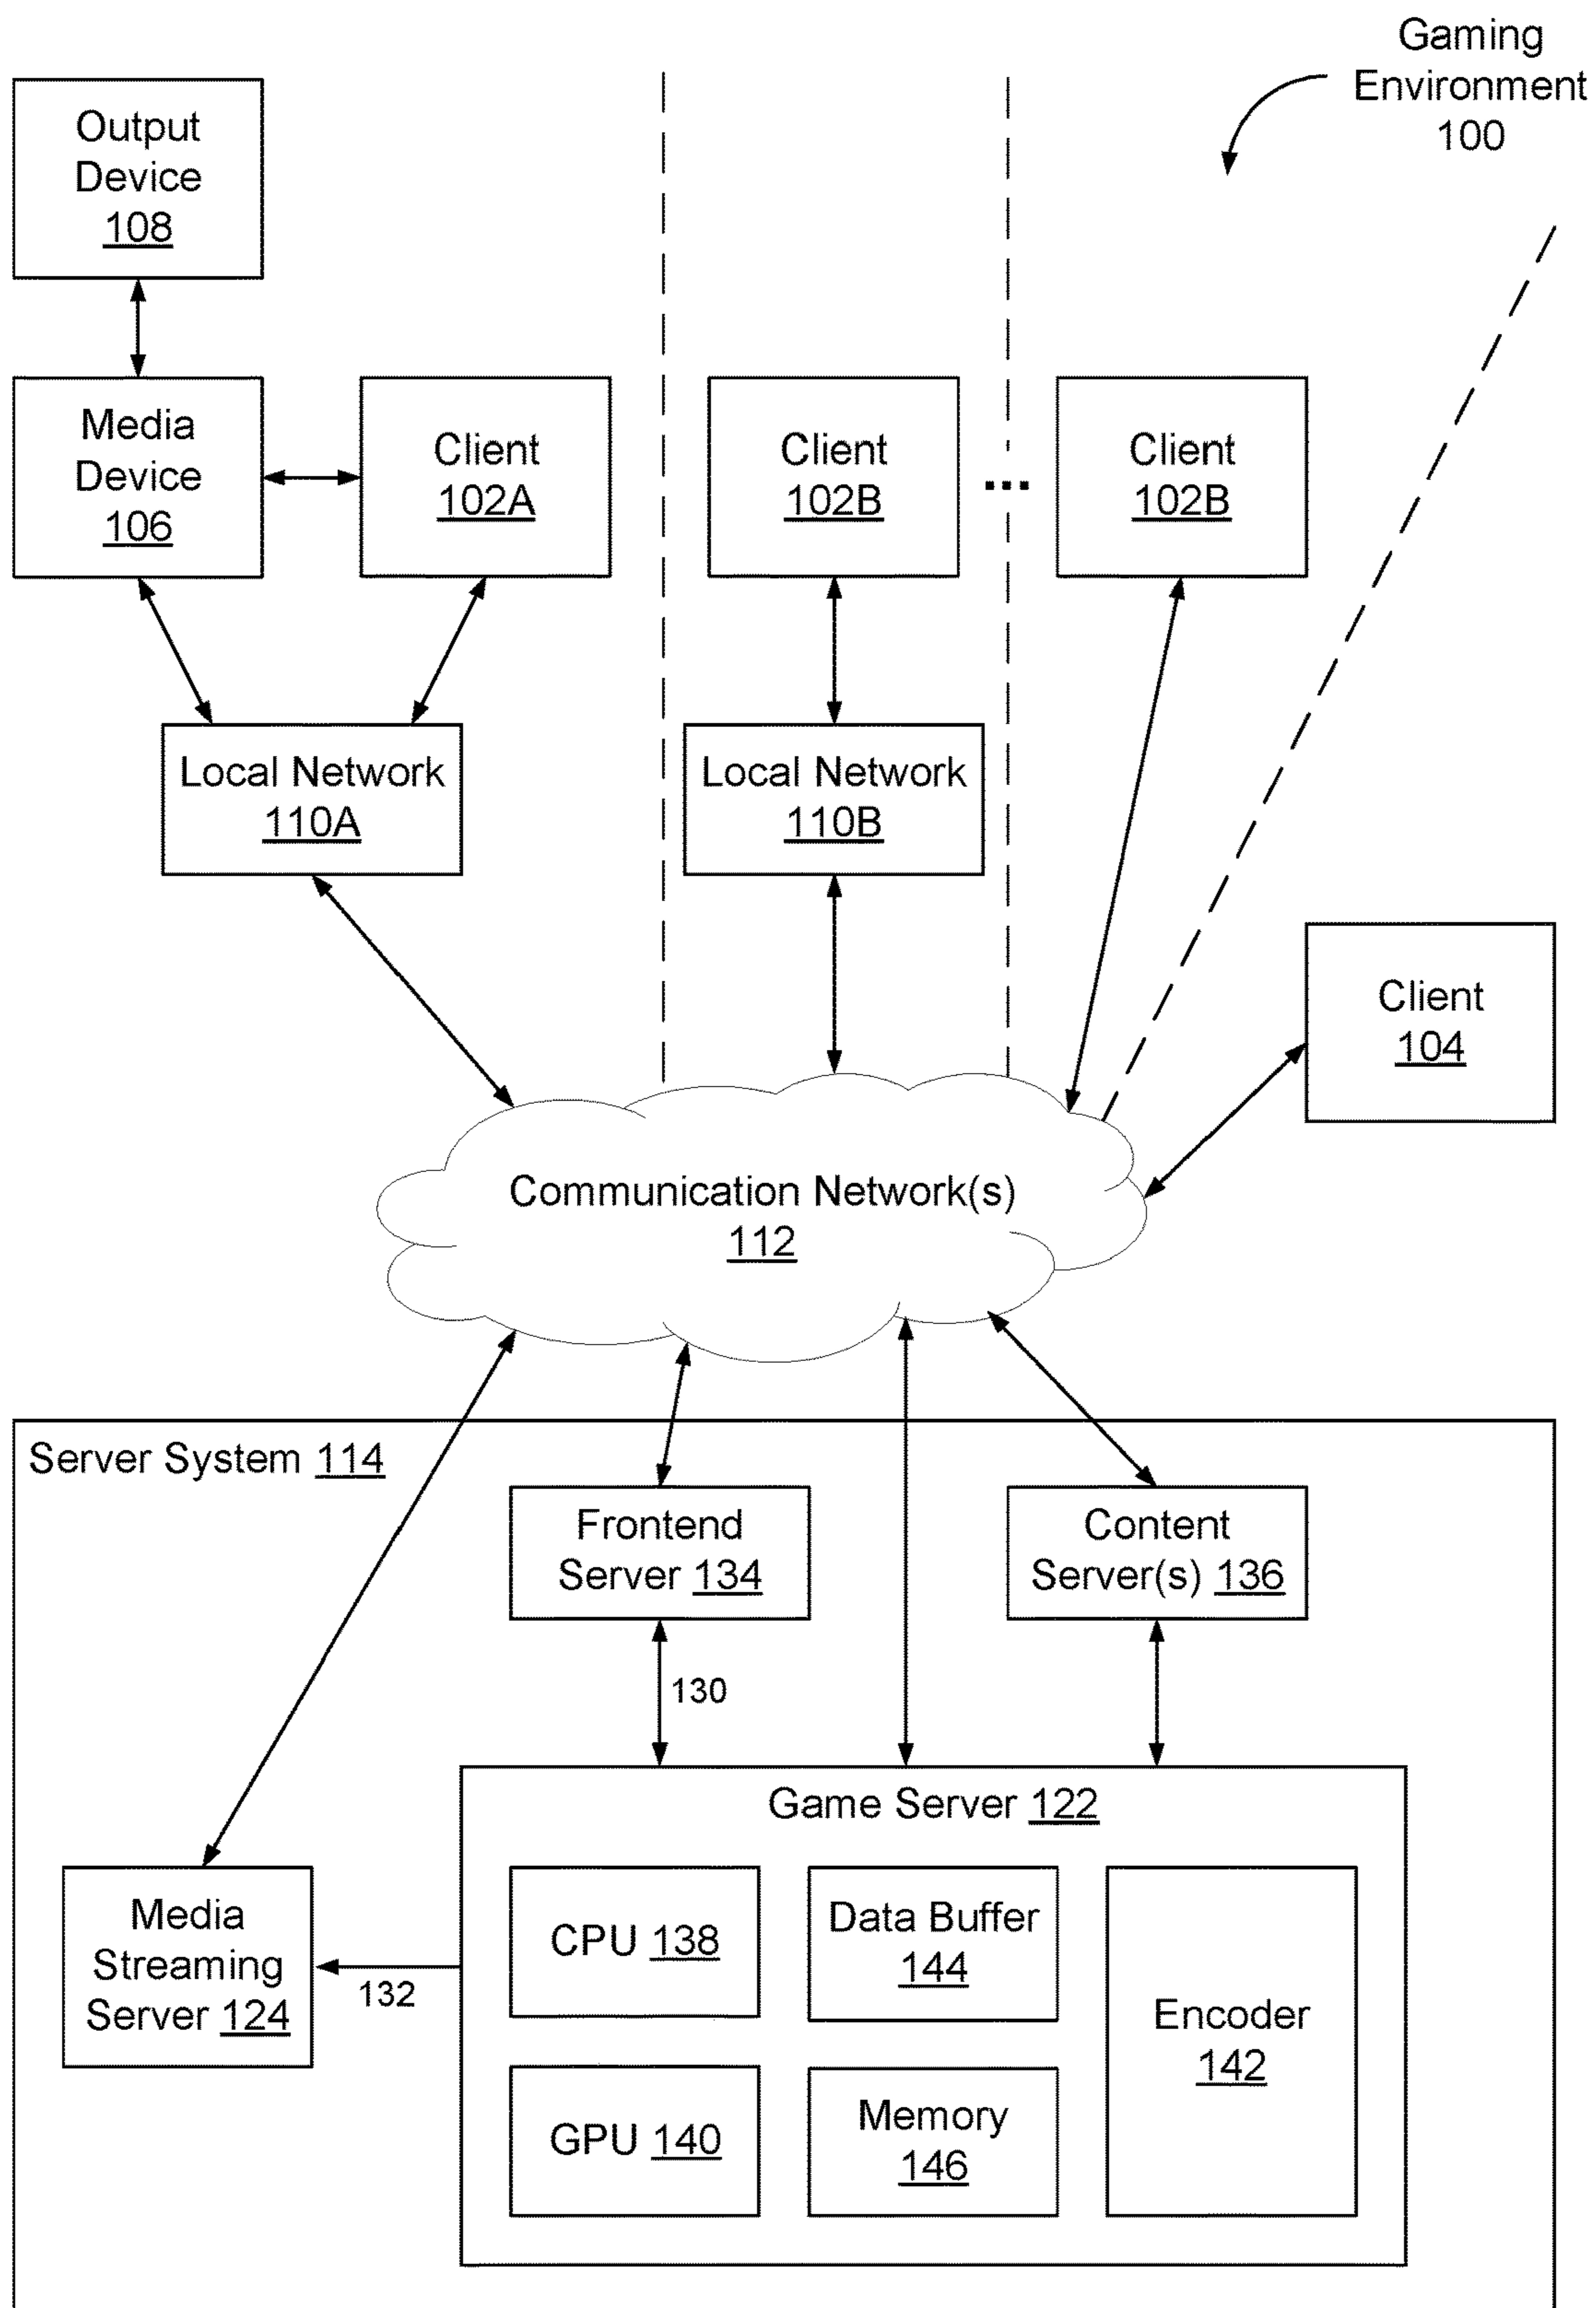 Gaming
Environment
100
Output
Device
108
Media
Device
106
Client
102A
Client
102B
...
Client
102B
Local Network
110A
Local Network
110B
Client
104
Communication Network(s)
112
Server System 114
Frontend
Server 134
Content
Server(s) 136
130
Game Server 122
Media
Streaming
Server 124
132
CPU 138
Data Buffer
144
Encoder
142
GPU 140
Memory
146